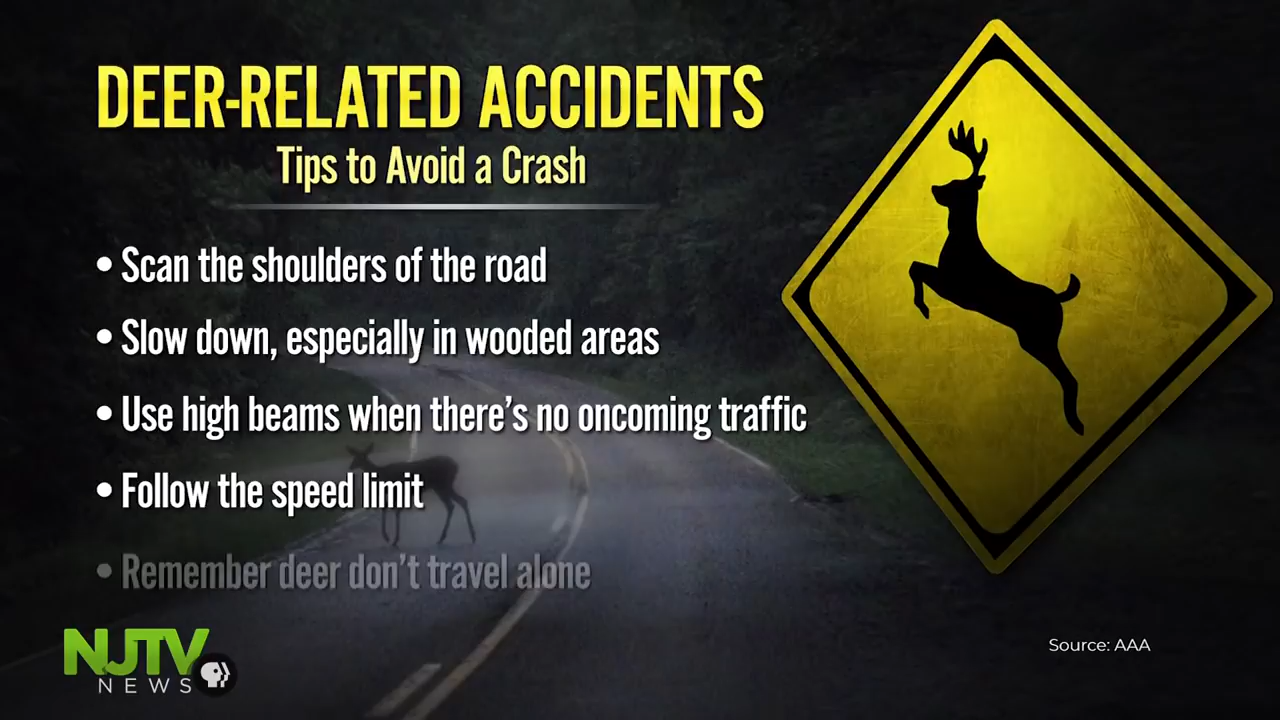 DEER-RELATED ACCIDENTS
Tips to Avoid a Crash
• Scan the shoulders of the road
• Slow down, especially in wooded areas
• Use high beams when there's no oncoming traffic
• Follow the speed limit
• Remember deer don't travel alone
NJTV
NEWS
Source: AAA